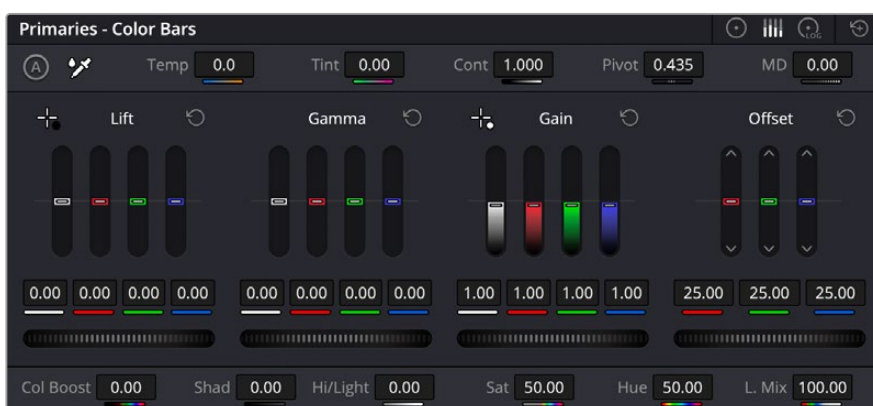 Primaries - Color Bars
LOG
A Temp 0.0 Tint 0.00 Cont 1.000 Pivot 0.435 MD 0.00
Lift Gamma Gain Offset
0.00 0.00 0.00 0.00 0.00 0.00 0.00 0.00 1.00 1.00 1.00 1.00 25.00 25.00 25.00
Col Boost 0.00 Shad 0.00 Hi/Light 0.00 Sat 50.00 Hue 50.00 L. Mix 100.00